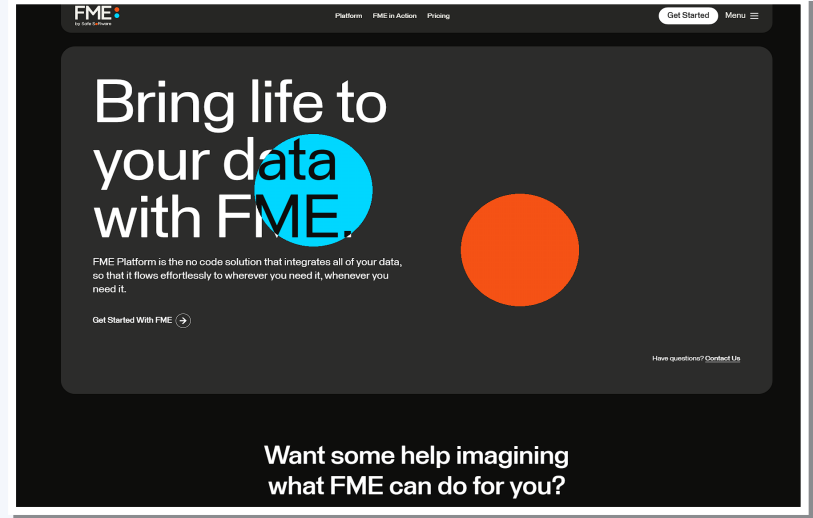 FME:
by Safe Software
Platform FME in Action Pricing
Get Started Menu
Bring life to
your data
with FME.
FME Platform is the no code solution that integrates all of your data,
so that it flows effortlessly to wherever you need it, whenever you
need it.
Get Started With FME
Have questions? Contact Us
Want some help imagining
what FME can do for you?